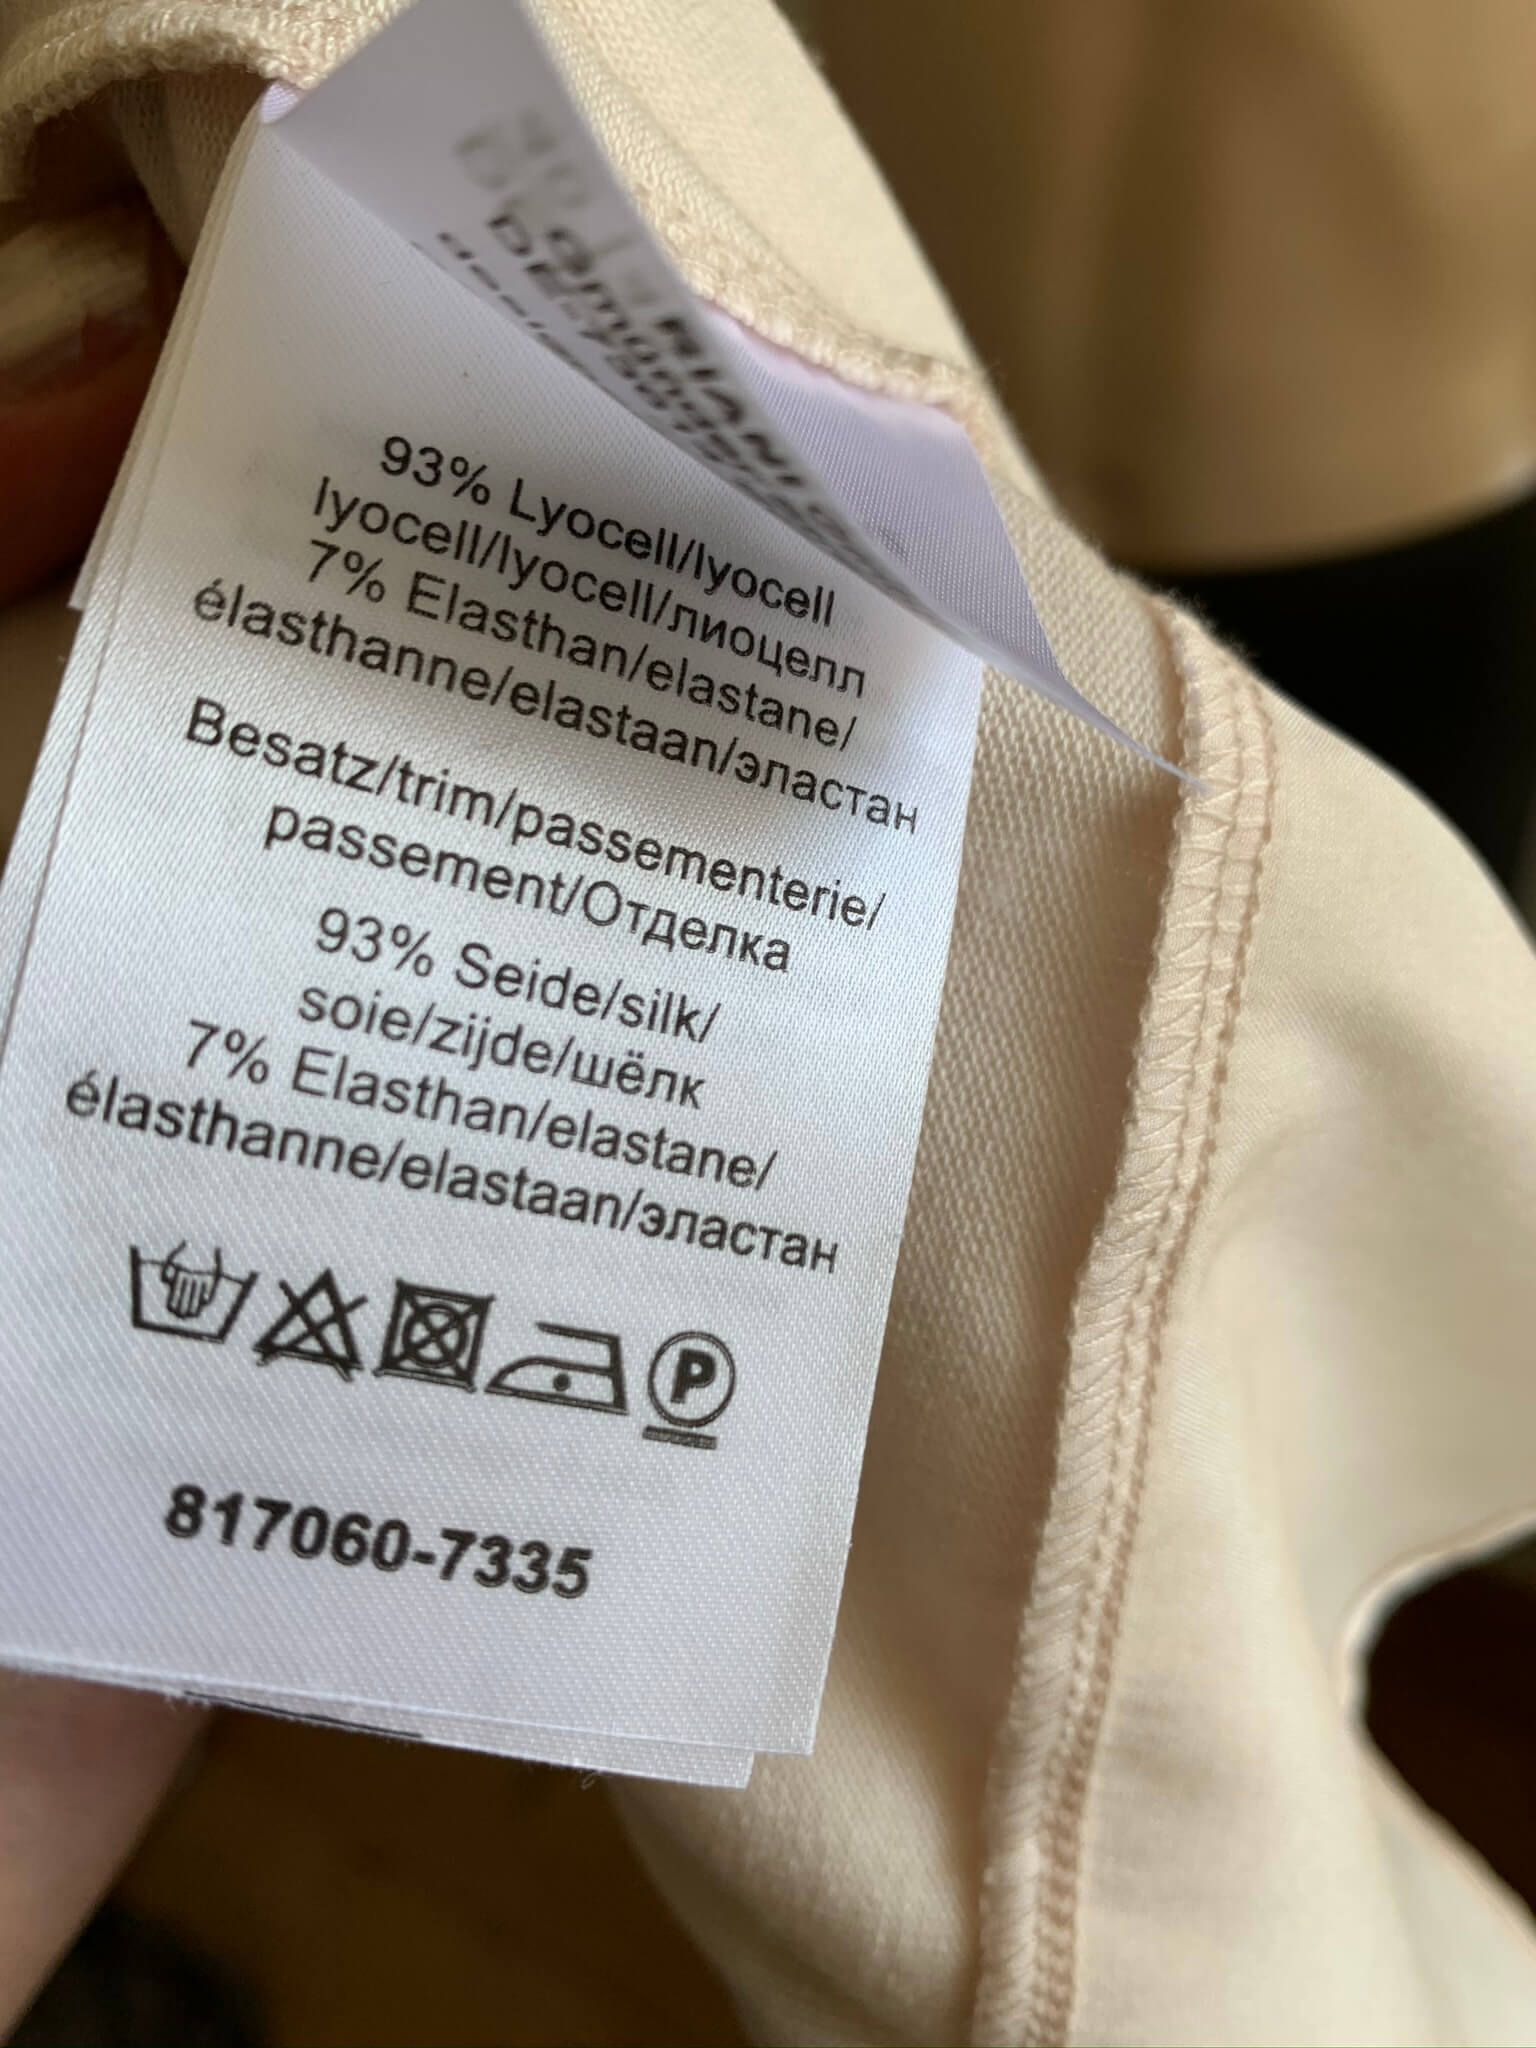 93% Lyocell/lyocell
lyocell/lyocell/лиоцелл
7% Elasthan/elastane/
élasthanne/elastaan/эластан
Besatz/trim/passementerie/
passement/Отделка
93% Seide/silk/
soie/zijde/шёлк
7% Elasthan/elastane/
élasthanne/elastaan/эластан
P
817060-7335